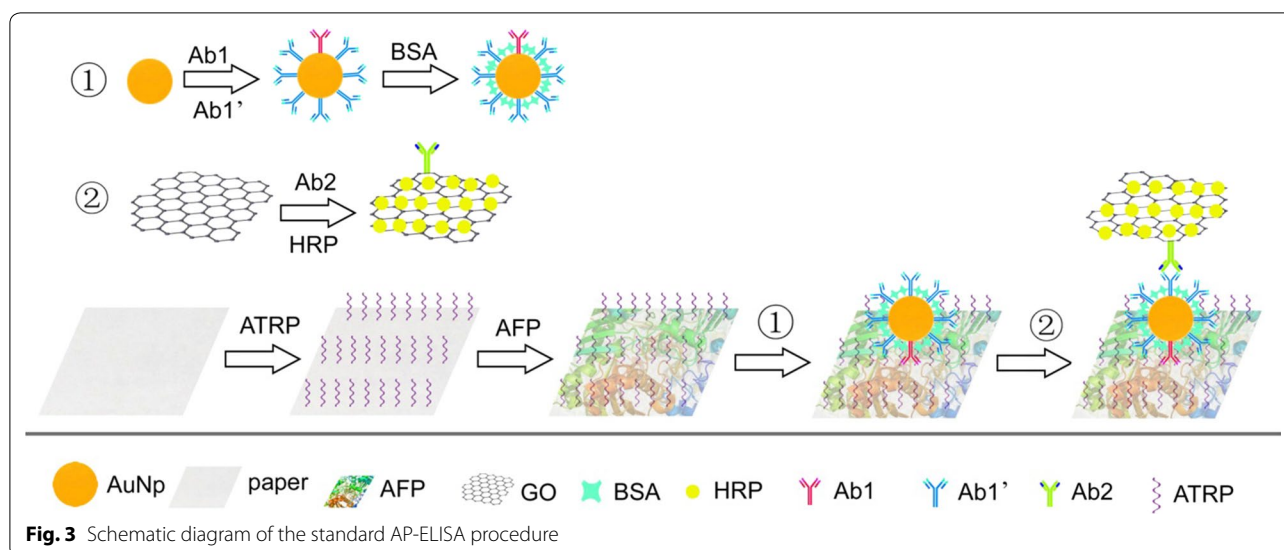 ① Ab1 Ab1' BSA
② Ab2 HRP
ATRP AFP ① ②
AuNp paper AFP GO BSA HRP Ab1 Ab1' Ab2 ATRP
Fig. 3 Schematic diagram of the standard AP-ELISA procedure